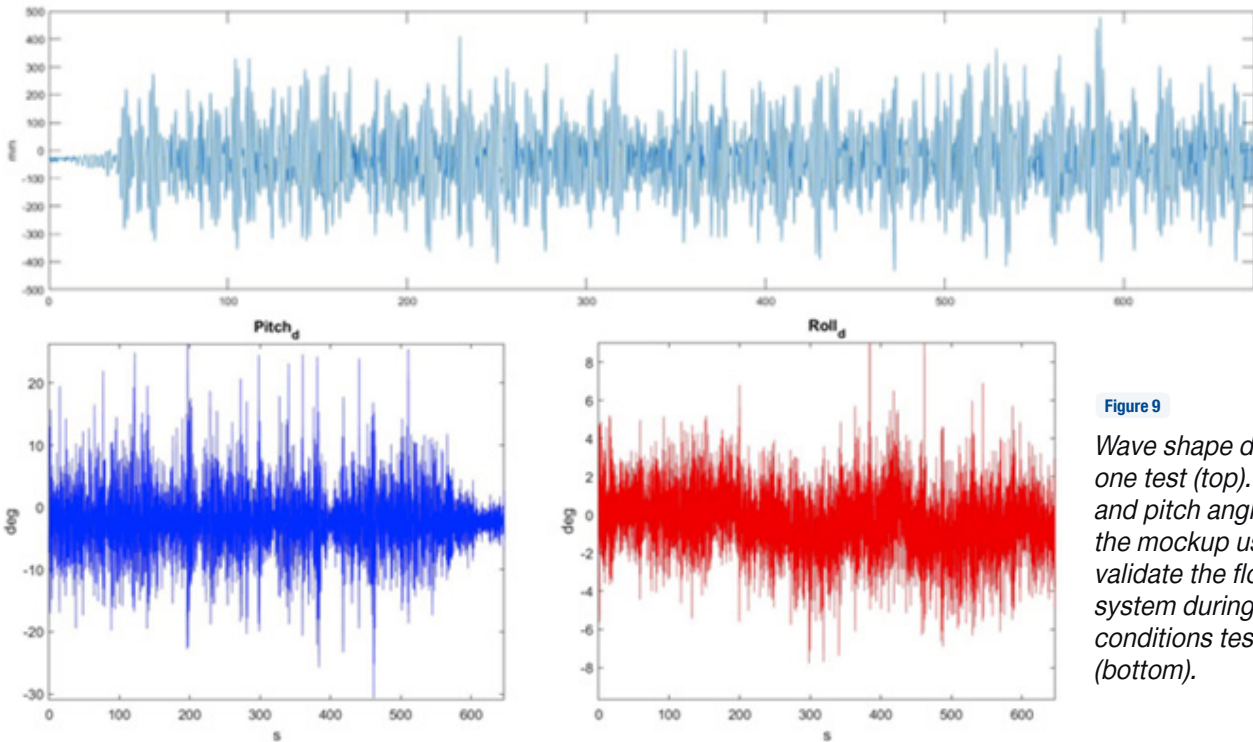 500
400
300
200
100
0
-100
-200
-300
-400
-500
mm
0 100 200 300 400 500 600
Pitch_d
20
10
0
-10
-20
-30
deg
0 100 200 300 400 500 600
s
Roll_d
8
6
4
2
0
-2
-4
-6
-8
deg
0 100 200 300 400 500 600
s
Figure 9
Wave shape d
one test (top).
and pitch angl
the mockup us
validate the flo
system during
conditions tes
(bottom).